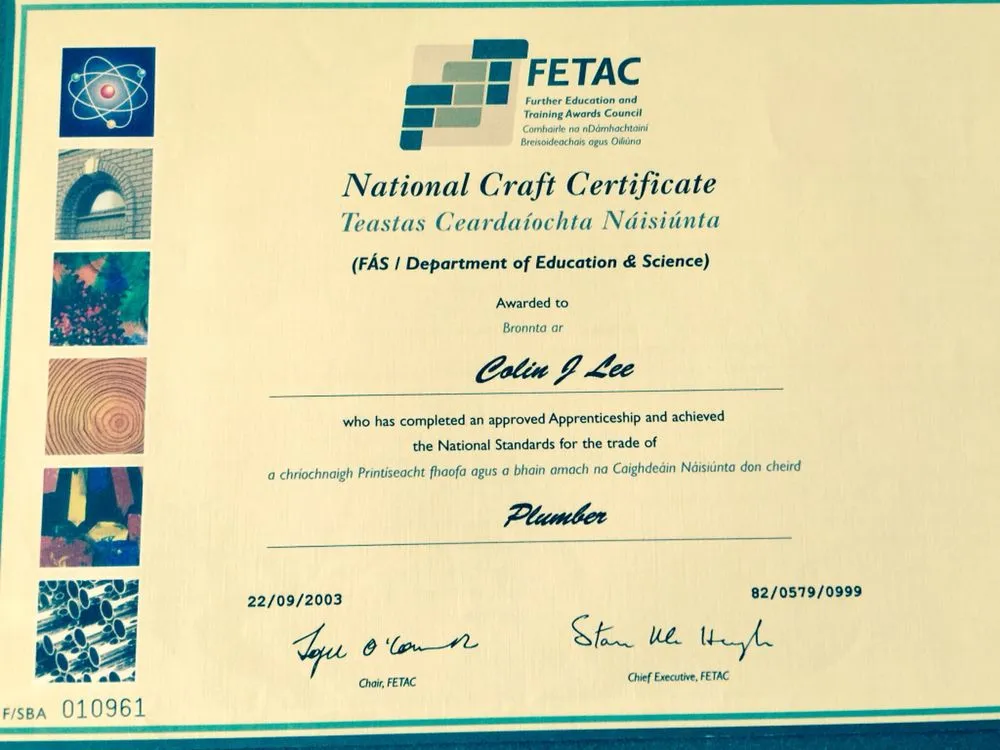 FETAC
Further Education and
Training Awards Council
Comhairle na nDámhachtainí
Breisoideachais agus Oiliúna
National Craft Certificate
Teastas Ceardaíochta Náisiúnta
(FÁS / Department of Education & Science)
Awarded to
Bronnta ar
Colin J Lee
who has completed an approved Apprenticeship and achieved
the National Standards for the trade of
a chríochnaigh Printíseacht fhaofa agus a bhain amach na Caighdeáin Náisiúnta don cheird
Plumber
22/09/2003
82/0579/0999
Chair, FETAC
Chief Executive, FETAC
F/SBA 010961